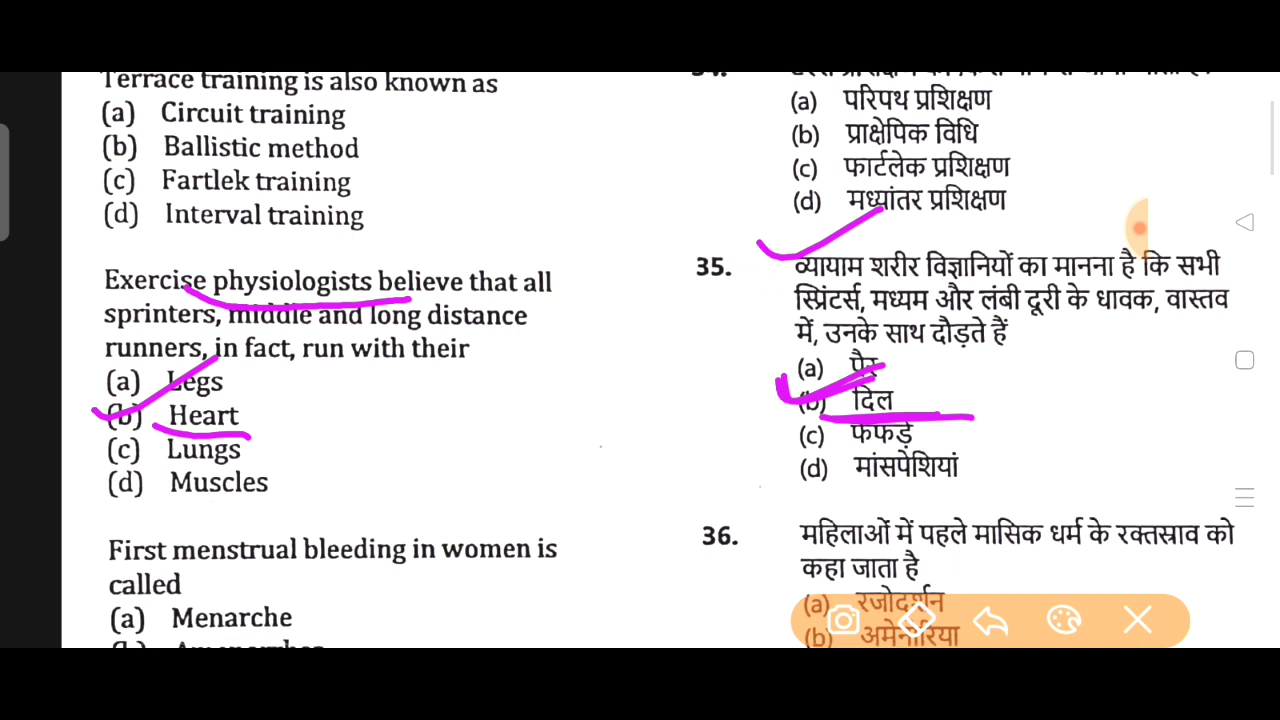 Terrace training is also known as
(a) Circuit training
(b) Ballistic method
(c) Fartlek training
(d) Interval training
Exercise physiologists believe that all
sprinters, middle and long distance
runners, in fact, run with their
(a) Legs
(b) Heart
(c) Lungs
(d) Muscles
First menstrual bleeding in women is
called
(a) Menarche
34.
(a) परिपथ प्रशिक्षण
(b) प्राक्षेपिक विधि
(c) फार्टलेक प्रशिक्षण
(d) मध्यांतर प्रशिक्षण
35. व्यायाम शरीर विज्ञानियों का मानना है कि सभी
स्प्रिंटर्स, मध्यम और लंबी दूरी के धावक, वास्तव
में, उनके साथ दौड़ते हैं
(a) पैर
(b) दिल
(c) फेफड़े
(d) मांसपेशियां
36. महिलाओं में पहले मासिक धर्म के रक्तस्राव को
कहा जाता है
(a) रजोदर्शन
(b) अमेनोरिया